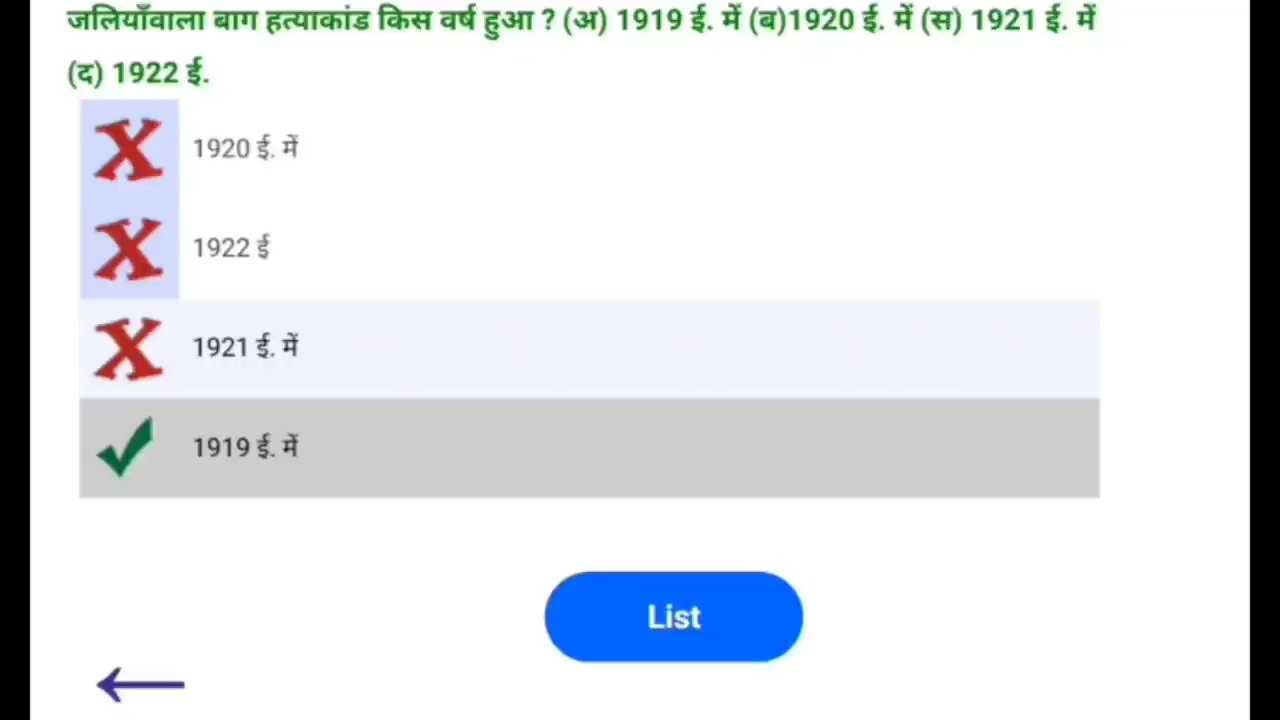 जलियाँवाला बाग हत्याकांड किस वर्ष हुआ ? (अ) 1919 ई. में (ब)1920 ई. में (स) 1921 ई. में
(द) 1922 ई.
1920 ई. में
1922 ई
1921 ई. में
1919 ई. में
List